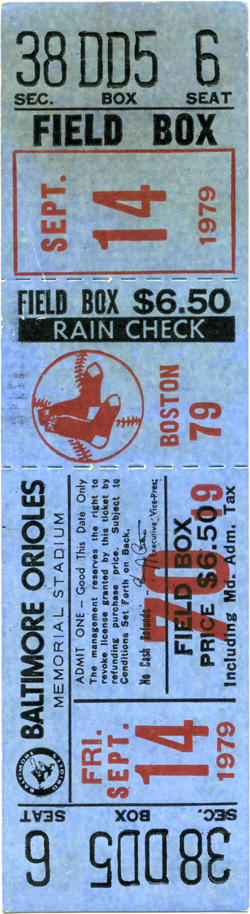 38 DD5 6
SEC. BOX SEAT
FIELD BOX
SEPT.
14
1979
FIELD BOX $6.50
RAIN CHECK
BOSTON
79
BALTIMORE ORIOLES
MEMORIAL STADIUM
ADMIT ONE—Good This Date Only
The management reserves the right to
revoke license granted by this ticket by
refunding purchase price. Subject to
Conditions Set Forth on Back.
No Cash Refunds
Executive Vice-Pres.
FIELD BOX
PRICE $6.50
Including Md. Adm. Tax
FRI.
SEPT.
14
1979
SEC. BOX SEAT
38 DD5 6